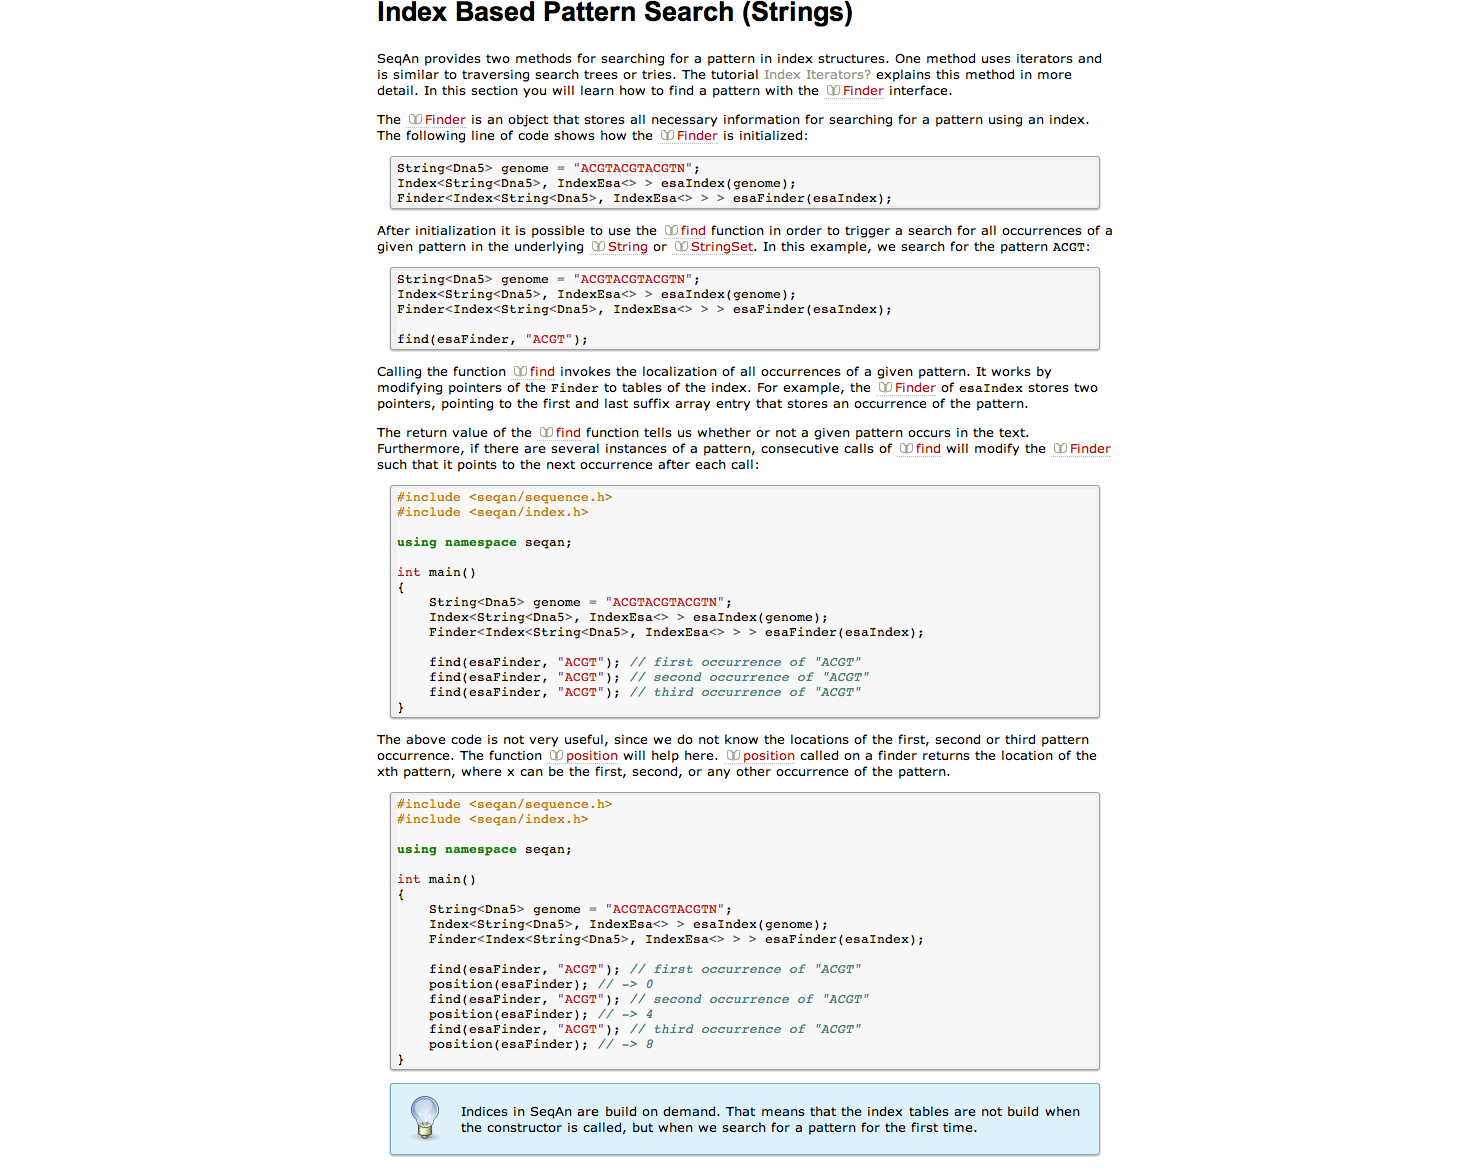 Index Based Pattern Search (Strings)
SeqAn provides two methods for searching for a pattern in index structures. One method uses iterators and
is similar to traversing search trees or tries. The tutorial Index Iterators? explains this method in more
detail. In this section you will learn how to find a pattern with the Finder interface.
The Finder is an object that stores all necessary information for searching for a pattern using an index.
The following line of code shows how the Finder is initialized:
String<Dna5> genome = "ACGTACGTACGTN";
Index<String<Dna5>, IndexEsa<> > esaIndex(genome);
Finder<Index<String<Dna5>, IndexEsa<> > > esaFinder(esaIndex);
After initialization it is possible to use the find function in order to trigger a search for all occurrences of a
given pattern in the underlying String or StringSet. In this example, we search for the pattern ACGT:
String<Dna5> genome = "ACGTACGTACGTN";
Index<String<Dna5>, IndexEsa<> > esaIndex(genome);
Finder<Index<String<Dna5>, IndexEsa<> > > esaFinder(esaIndex);
find(esaFinder, "ACGT");
Calling the function find invokes the localization of all occurrences of a given pattern. It works by
modifying pointers of the Finder to tables of the index. For example, the Finder of esaIndex stores two
pointers, pointing to the first and last suffix array entry that stores an occurrence of the pattern.
The return value of the find function tells us whether or not a given pattern occurs in the text.
Furthermore, if there are several instances of a pattern, consecutive calls of find will modify the Finder
such that it points to the next occurrence after each call:
#include <seqan/sequence.h>
#include <seqan/index.h>
using namespace seqan;
int main()
{
    String<Dna5> genome = "ACGTACGTACGTN";
    Index<String<Dna5>, IndexEsa<> > esaIndex(genome);
    Finder<Index<String<Dna5>, IndexEsa<> > > esaFinder(esaIndex);
    find(esaFinder, "ACGT"); // first occurrence of "ACGT"
    find(esaFinder, "ACGT"); // second occurrence of "ACGT"
    find(esaFinder, "ACGT"); // third occurrence of "ACGT"
}
The above code is not very useful, since we do not know the locations of the first, second or third pattern
occurrence. The function position will help here. position called on a finder returns the location of the
xth pattern, where x can be the first, second, or any other occurrence of the pattern.
#include <seqan/sequence.h>
#include <seqan/index.h>
using namespace seqan;
int main()
{
    String<Dna5> genome = "ACGTACGTACGTN";
    Index<String<Dna5>, IndexEsa<> > esaIndex(genome);
    Finder<Index<String<Dna5>, IndexEsa<> > > esaFinder(esaIndex);
    find(esaFinder, "ACGT"); // first occurrence of "ACGT"
    position(esaFinder); // -> 0
    find(esaFinder, "ACGT"); // second occurrence of "ACGT"
    position(esaFinder); // -> 4
    find(esaFinder, "ACGT"); // third occurrence of "ACGT"
    position(esaFinder); // -> 8
}
Indices in SeqAn are build on demand. That means that the index tables are not build when
the constructor is called, but when we search for a pattern for the first time.